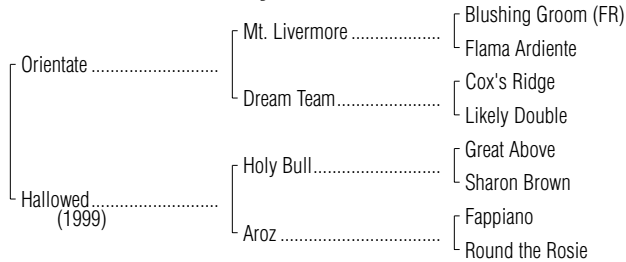 Blushing Groom (FR)
Mt. Livermore ..................
Flama Ardiente
Orientate ..........................
Cox's Ridge
Dream Team.....................
Likely Double
Great Above
Holy Bull..........................
Sharon Brown
Hallowed..........................
(1999)
Fappiano
Aroz .................................
Round the Rosie